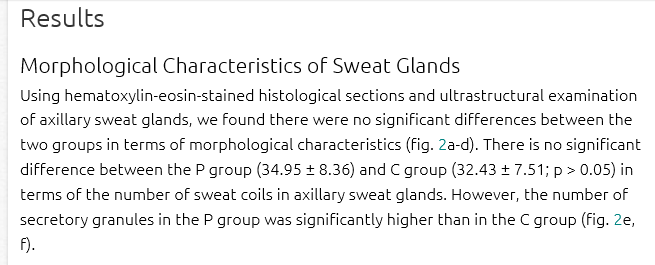 Results
Morphological Characteristics of Sweat Glands
Using hematoxylin-eosin-stained histological sections and ultrastructural examination
of axillary sweat glands, we found there were no significant differences between the
two groups in terms of morphological characteristics (fig. 2a-d). There is no significant
difference between the P group (34.95 ± 8.36) and C group (32.43 ± 7.51; p > 0.05) in
terms of the number of sweat coils in axillary sweat glands. However, the number of
secretory granules in the P group was significantly higher than in the C group (fig. 2e,
f).